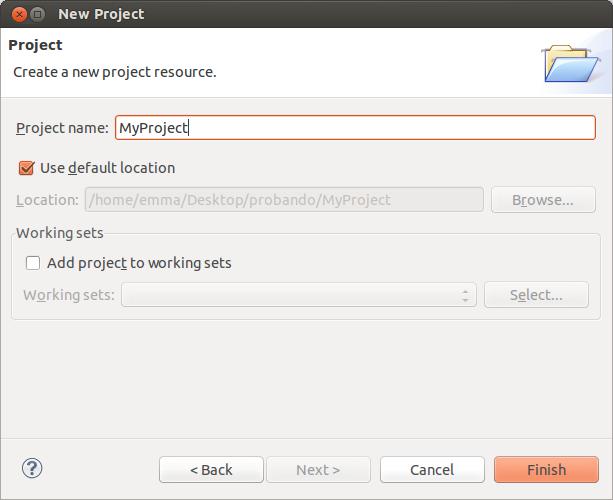 New Project
Project
Create a new project resource.
Project name: MyProject
Use default location
Location: /home/emma/Desktop/probando/MyProject Browse...
Working sets
Add project to working sets
Working sets: Select...
? < Back Next > Cancel Finish